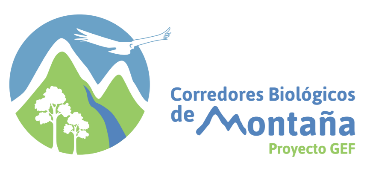 Corredores Biológicos
de Montaña
Proyecto GEF